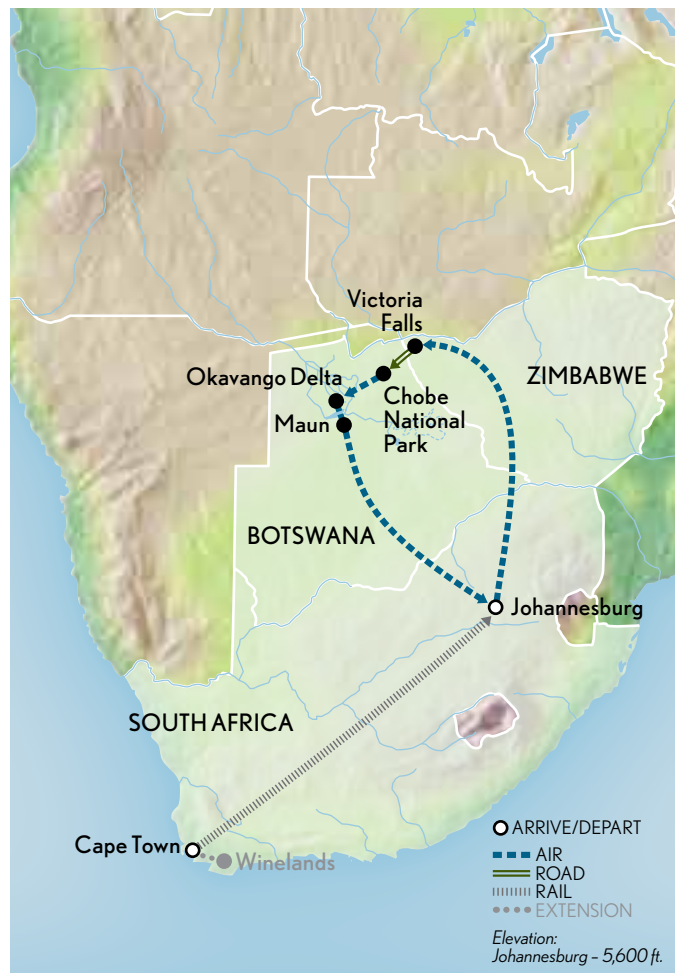 Victoria
Falls
Okavango Delta
ZIMBABWE
Chobe
National
Park
Maun
BOTSWANA
Johannesburg
SOUTH AFRICA
Cape Town
Winelands
ARRIVE/DEPART
AIR
ROAD
RAIL
EXTENSION
Elevation:
Johannesburg – 5,600 ft.